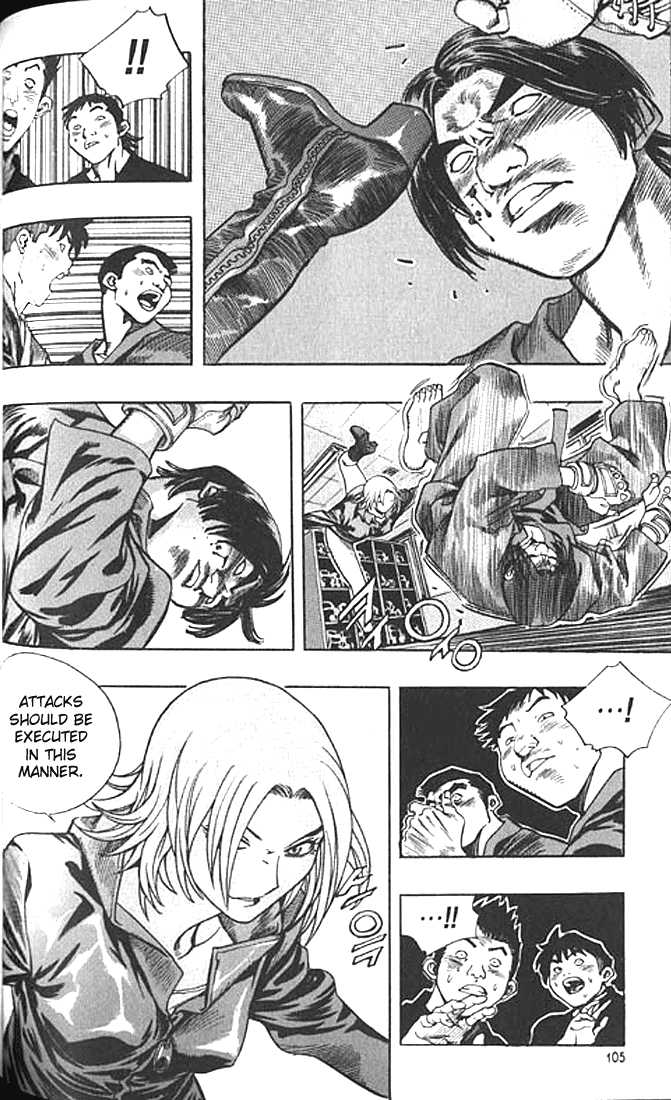 !!
ATTACKS
SHOULD BE
EXECUTED
IN THIS
MANNER.
...!
...!!
105